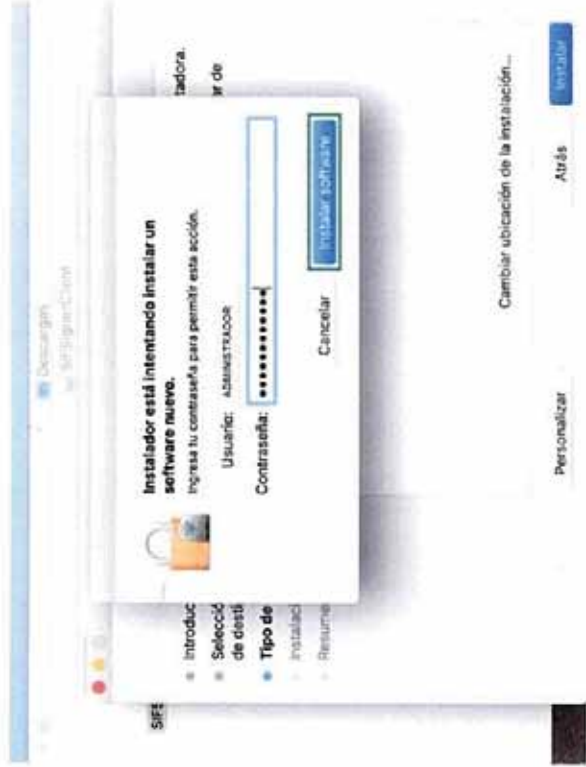 Descargas
Instalador está intentando instalar un
software nuevo.
Ingresa tu contraseña para permitir esta acción.
Usuario: ADMINISTRADOR
Contraseña: ••••••••••••
Cancelar
Instalar software
Introduc
Selecció
de desti
Tipo de
Instalaci
Resume
tadora.
ar de
Cambiar ubicación de la instalación...
Personalizar
Atrás
Instalar